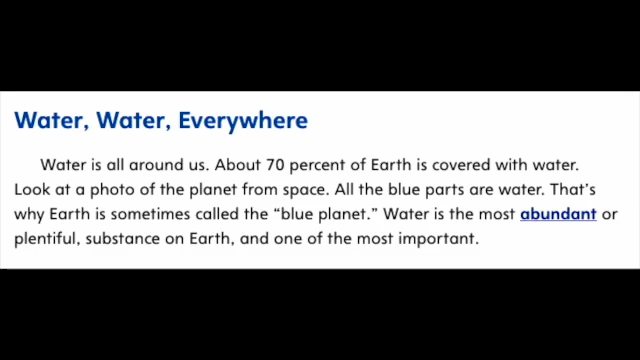 Water, Water, Everywhere
Water is all around us. About 70 percent of Earth is covered with water.
Look at a photo of the planet from space. All the blue parts are water. That’s
why Earth is sometimes called the “blue planet.” Water is the most abundant or
plentiful, substance on Earth, and one of the most important.